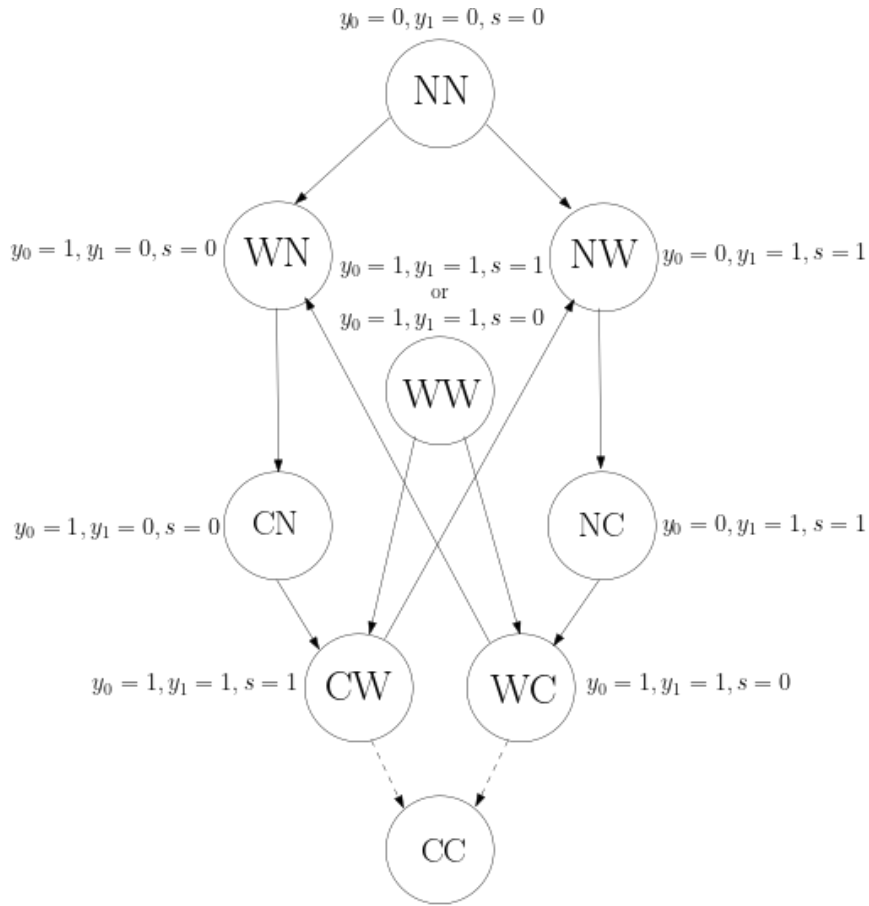 y₀ = 0, y₁ = 0, s = 0
NN
y₀ = 1, y₁ = 0, s = 0
WN
y₀ = 1, y₁ = 1, s = 1
or
y₀ = 1, y₁ = 1, s = 0
NW
y₀ = 0, y₁ = 1, s = 1
WW
y₀ = 1, y₁ = 0, s = 0
CN
NC
y₀ = 0, y₁ = 1, s = 1
y₀ = 1, y₁ = 1, s = 1
CW
WC
y₀ = 1, y₁ = 1, s = 0
CC